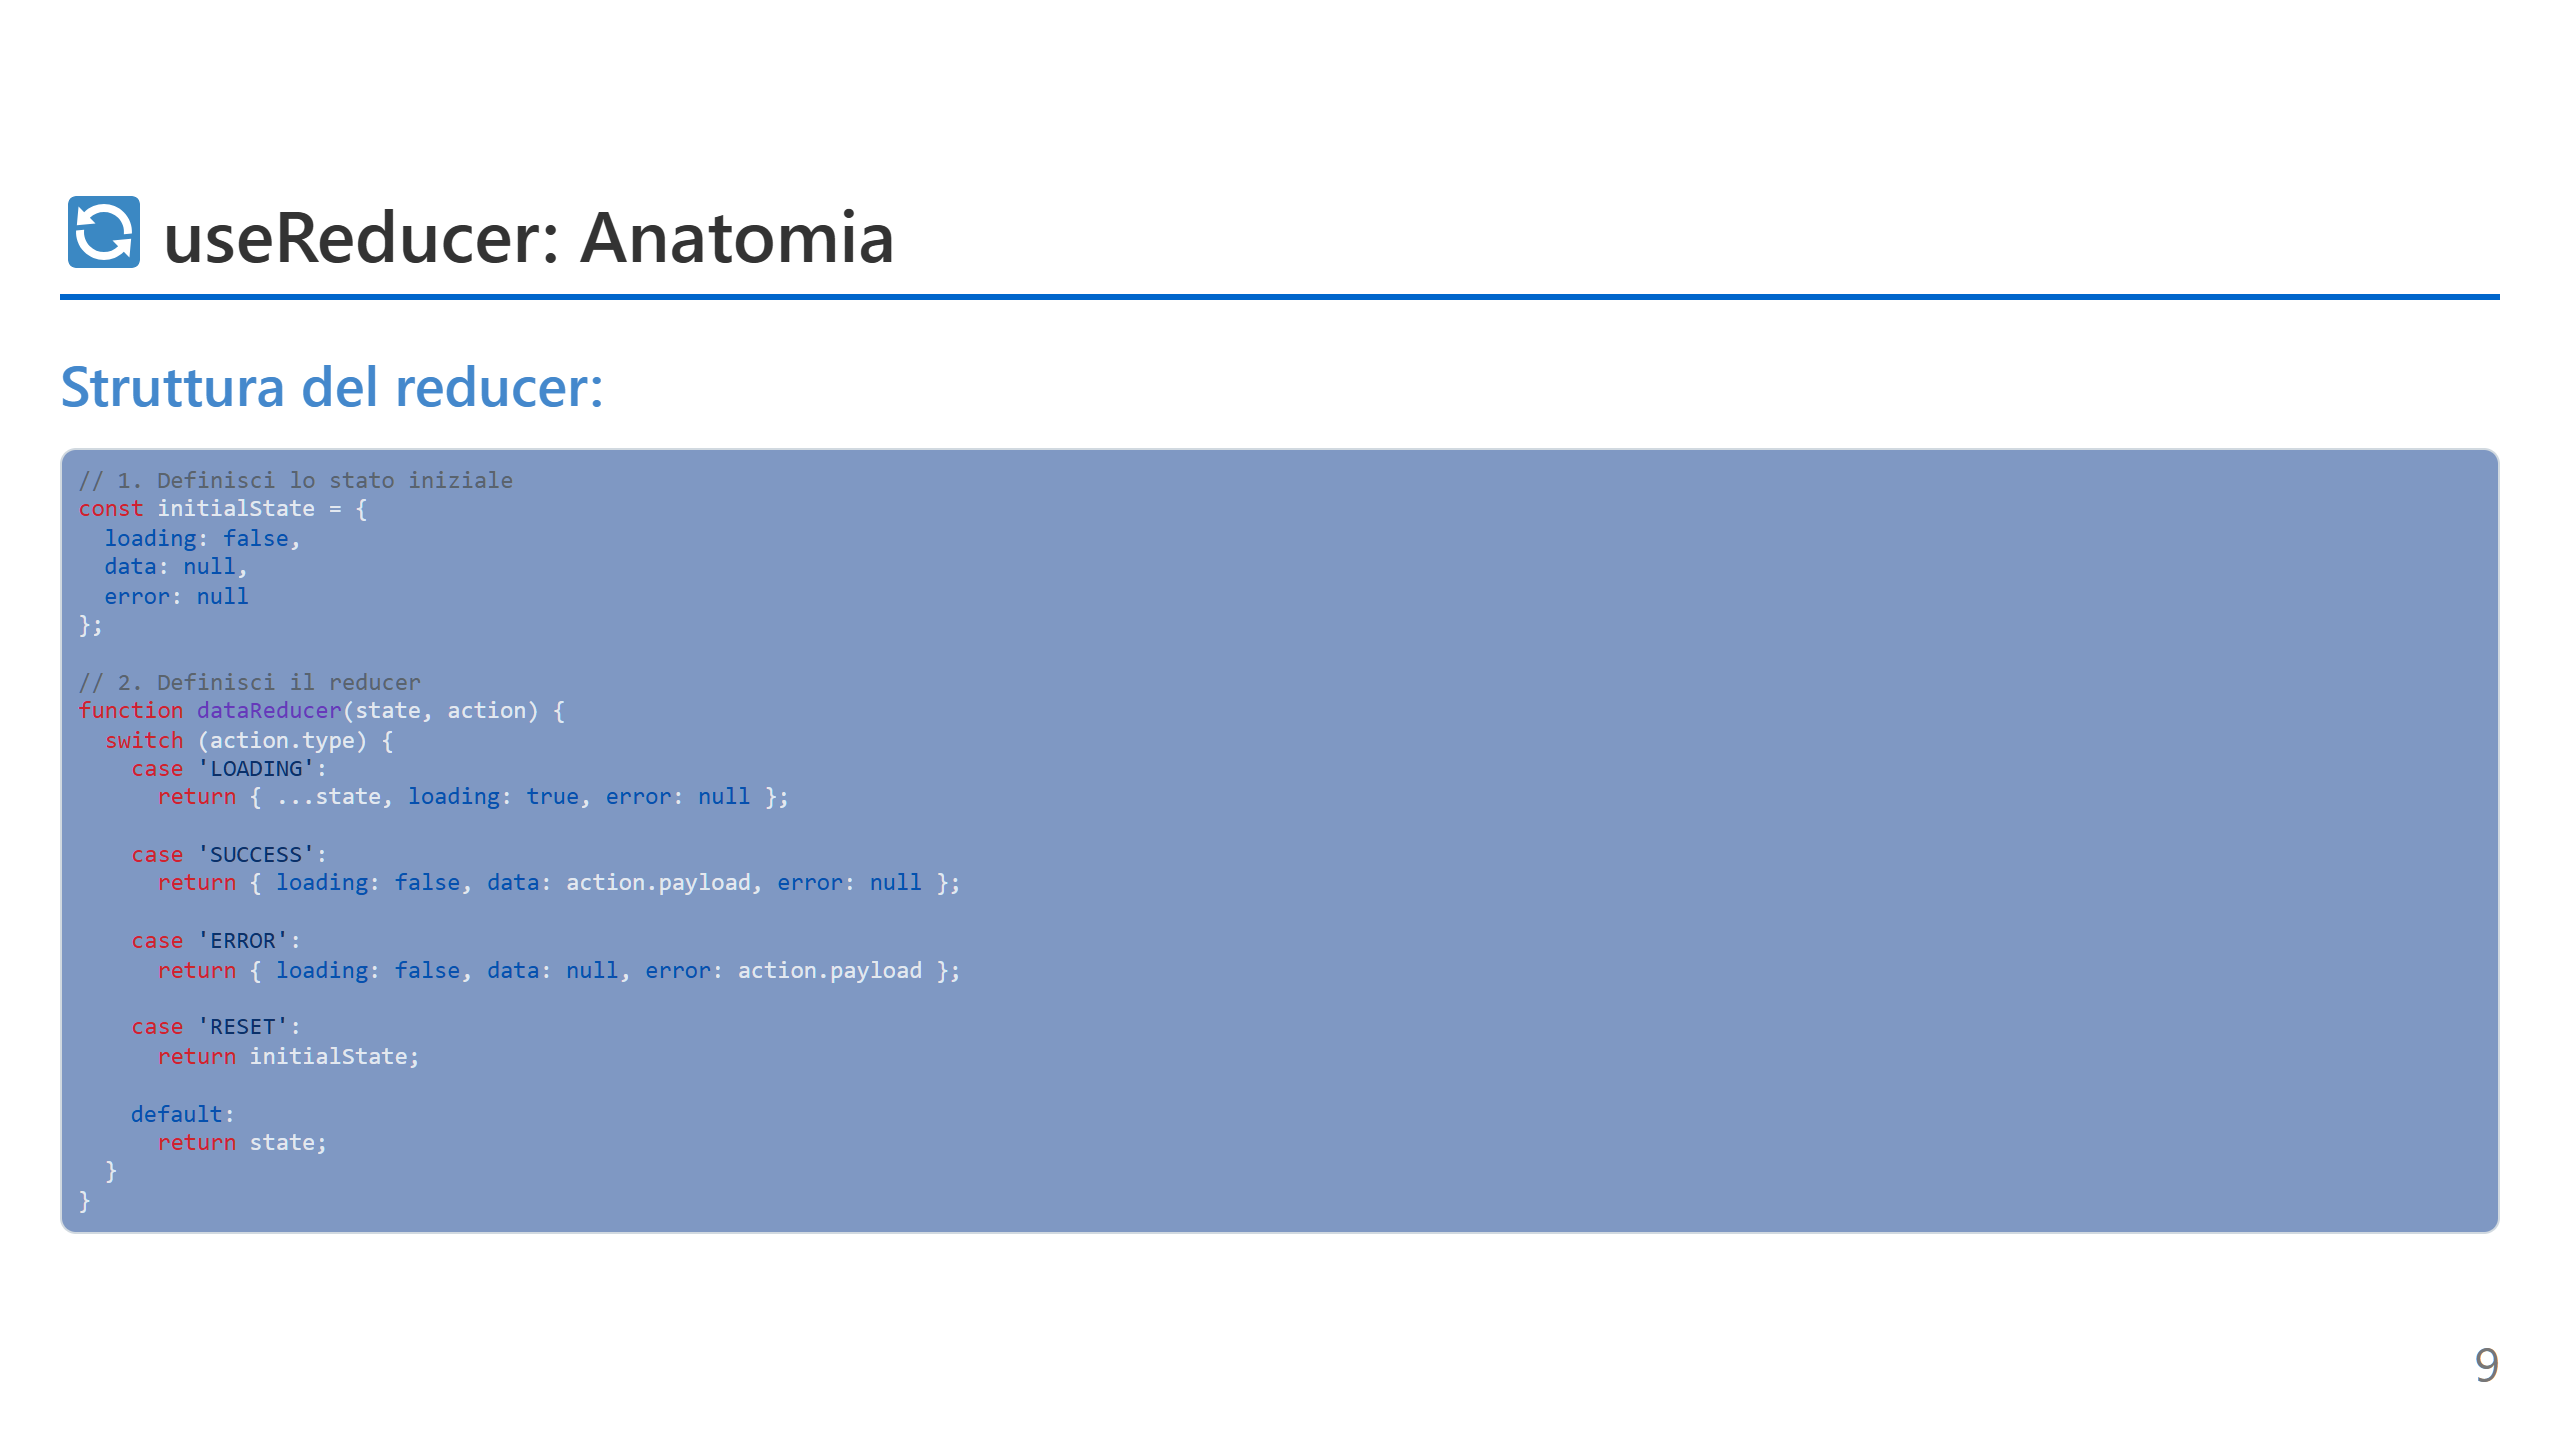 useReducer: Anatomia
Struttura del reducer:
// 1. Definisci lo stato iniziale
const initialState = {
  loading: false,
  data: null,
  error: null
};

// 2. Definisci il reducer
function dataReducer(state, action) {
  switch (action.type) {
    case 'LOADING':
      return { ...state, loading: true, error: null };

    case 'SUCCESS':
      return { loading: false, data: action.payload, error: null };

    case 'ERROR':
      return { loading: false, data: null, error: action.payload };

    case 'RESET':
      return initialState;

    default:
      return state;
  }
}
9